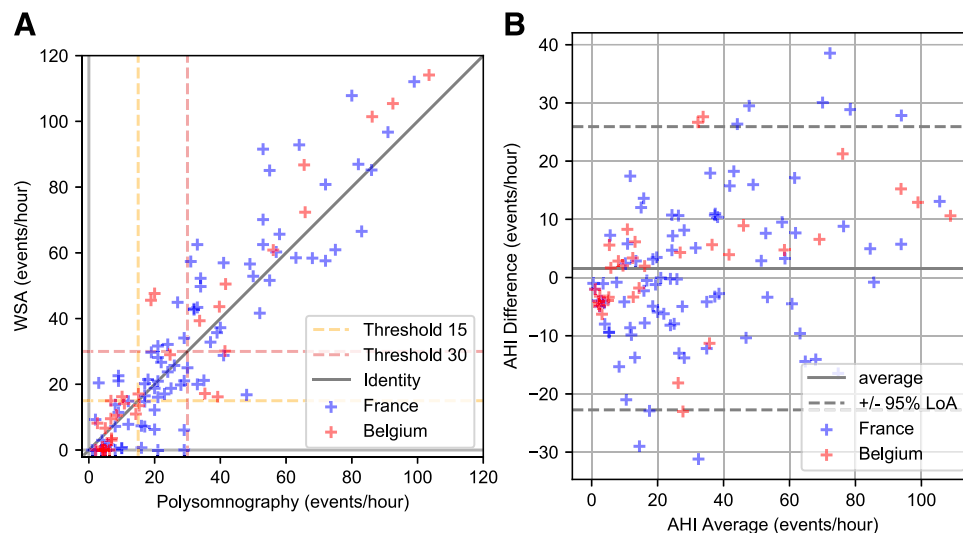 A
WSA (events/hour)
120
100
80
60
40
20
0
0 20 40 60 80 100 120
Polysomnography (events/hour)
Threshold 15
Threshold 30
Identity
France
Belgium
B
AHI Difference (events/hour)
40
30
20
10
0
−10
−20
−30
0 20 40 60 80 100
AHI Average (events/hour)
average
+/- 95% LoA
France
Belgium